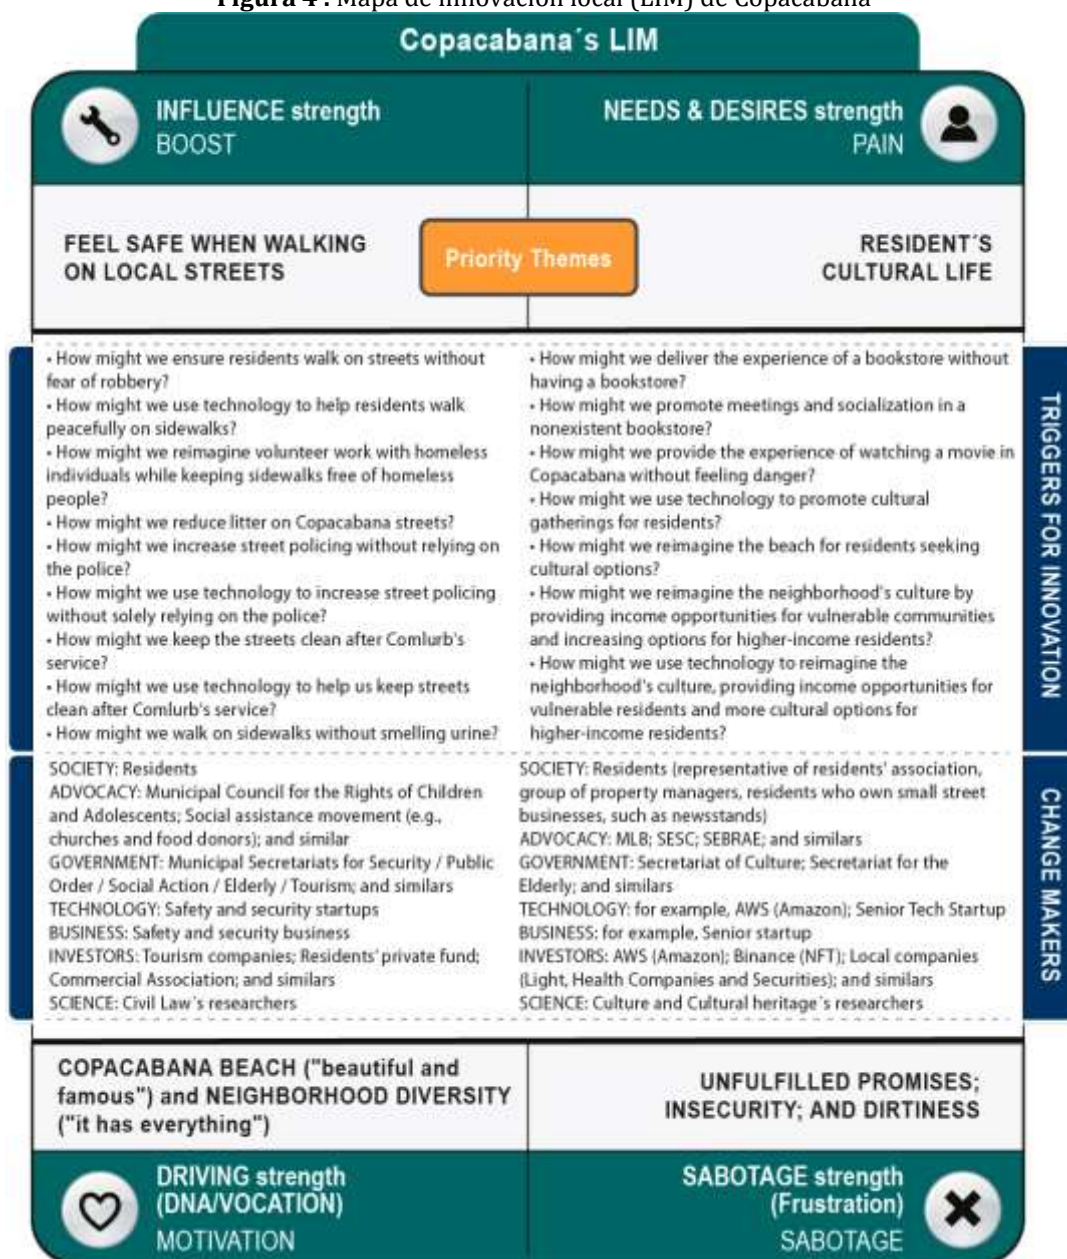 Figura 4 . Mapa de innovación local (LIM) de Copacabana
Copacabana´s LIM
INFLUENCE strength
BOOST
NEEDS & DESIRES strength
PAIN
FEEL SAFE WHEN WALKING
ON LOCAL STREETS
Priority Themes
RESIDENT´S
CULTURAL LIFE
• How might we ensure residents walk on streets without
fear of robbery?
• How might we use technology to help residents walk
peacefully on sidewalks?
• How might we reimagine volunteer work with homeless
individuals while keeping sidewalks free of homeless
people?
• How might we reduce litter on Copacabana streets?
• How might we increase street policing without relying on
the police?
• How might we use technology to increase street policing
without solely relying on the police?
• How might we keep the streets clean after Comlurb's
service?
• How might we use technology to help us keep streets
clean after Comlurb's service?
• How might we walk on sidewalks without smelling urine?
• How might we deliver the experience of a bookstore without
having a bookstore?
• How might we promote meetings and socialization in a
nonexistent bookstore?
• How might we provide the experience of watching a movie in
Copacabana without feeling danger?
• How might we use technology to promote cultural
gatherings for residents?
• How might we reimagine the beach for residents seeking
cultural options?
• How might we reimagine the neighborhood's culture by
providing income opportunities for vulnerable communities
and increasing options for higher-income residents?
• How might we use technology to reimagine the
neighborhood's culture, providing income opportunities for
vulnerable residents and more cultural options for
higher-income residents?
TRIGGERS FOR INNOVATION
SOCIETY: Residents
ADVOCACY: Municipal Council for the Rights of Children
and Adolescents; Social assistance movement (e.g.,
churches and food donors); and similar
GOVERNMENT: Municipal Secretariats for Security / Public
Order / Social Action / Elderly / Tourism; and similars
TECHNOLOGY: Safety and security startups
BUSINESS: Safety and security business
INVESTORS: Tourism companies; Residents' private fund;
Commercial Association; and similars
SCIENCE: Civil Law´s researchers
SOCIETY: Residents (representative of residents' association,
group of property managers, residents who own small street
businesses, such as newsstands)
ADVOCACY: MLB; SESC; SEBRAE; and similars
GOVERNMENT: Secretariat of Culture; Secretariat for the
Elderly; and similars
TECHNOLOGY: for example, AWS (Amazon); Senior Tech Startup
BUSINESS: for example, Senior startup
INVESTORS: AWS (Amazon); Binance (NFT); Local companies
(Light, Health Companies and Securities); and similars
SCIENCE: Culture and Cultural heritage´s researchers
CHANGE MAKERS
COPACABANA BEACH ("beautiful and
famous") and NEIGHBORHOOD DIVERSITY
("it has everything")
UNFULFILLED PROMISES;
INSECURITY; AND DIRTINESS
DRIVING strength
(DNA/VOCATION)
MOTIVATION
SABOTAGE strength
(Frustration)
SABOTAGE